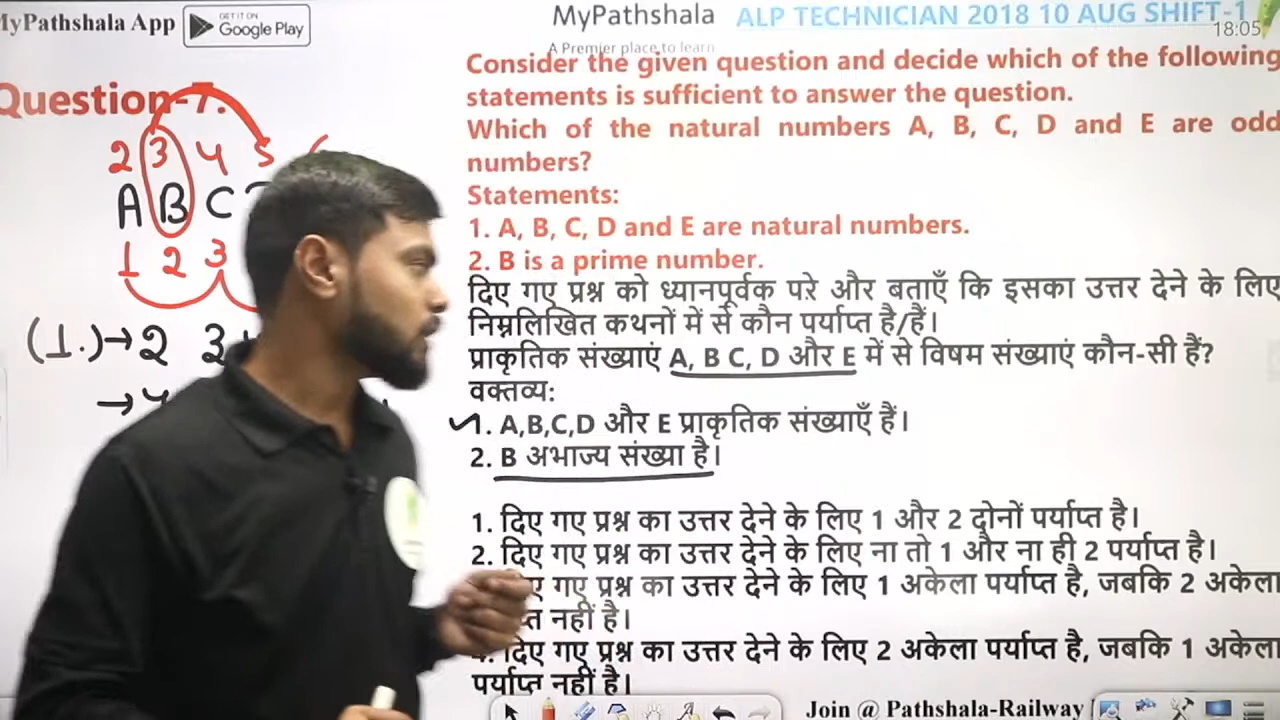 MyPathshala App
GET IT ON
Google Play
MyPathshala
A Premier place to learn
ALP TECHNICIAN 2018 10 AUG SHIFT-1
18:05
Question-7.
2 3 4 5
A B C
1 2 3
(1.)→2 3
→4
Consider the given question and decide which of the following
statements is sufficient to answer the question.
Which of the natural numbers A, B, C, D and E are odd
numbers?
Statements:
1. A, B, C, D and E are natural numbers.
2. B is a prime number.
दिए गए प्रश्न को ध्यानपूर्वक पऱे और बताएँ कि इसका उत्तर देने के लिए
निम्नलिखित कथनों में से कौन पर्याप्त है/हैं।
प्राकृतिक संख्याएं A, B C, D और E में से विषम संख्याएं कौन-सी हैं?
वक्तव्य:
1. A,B,C,D और E प्राकृतिक संख्याएँ हैं।
2. B अभाज्य संख्या है।
1. दिए गए प्रश्न का उत्तर देने के लिए 1 और 2 दोनों पर्याप्त है।
2. दिए गए प्रश्न का उत्तर देने के लिए ना तो 1 और ना ही 2 पर्याप्त है।
गए प्रश्न का उत्तर देने के लिए 1 अकेला पर्याप्त है, जबकि 2 अकेला
नहीं है।
दिए गए प्रश्न का उत्तर देने के लिए 2 अकेला पर्याप्त है, जबकि 1 अकेला
पर्याप्त नहीं है।
Join @ Pathshala-Railway